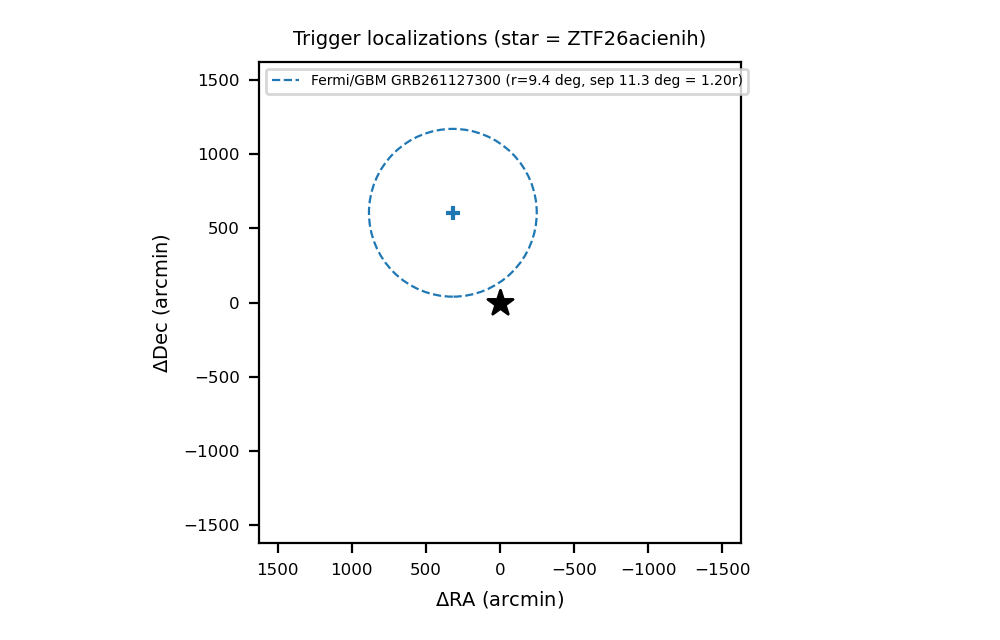 Trigger localizations (star = ZTF26acienih)
Fermi/GBM GRB261127300 (r=9.4 deg, sep 11.3 deg = 1.20r)
1500
1000
500
0
−500
−1000
−1500
ΔDec (arcmin)
1500 1000 500 0 −500 −1000 −1500
ΔRA (arcmin)